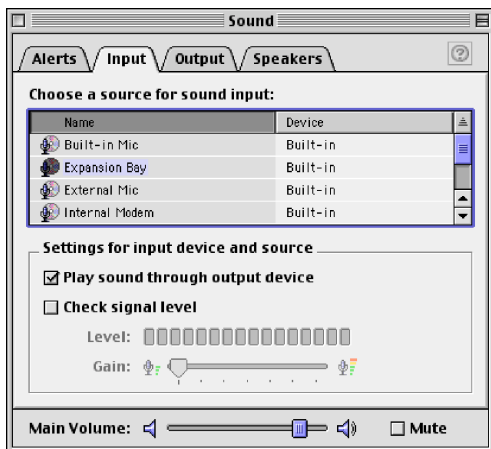 Sound
Alerts Input Output Speakers ?
Choose a source for sound input:
Name Device
Built-in Mic Built-in
Expansion Bay Built-in
External Mic Built-in
Internal Modem Built-in
Settings for input device and source
Play sound through output device
Check signal level
Level:
Gain:
Main Volume: Mute